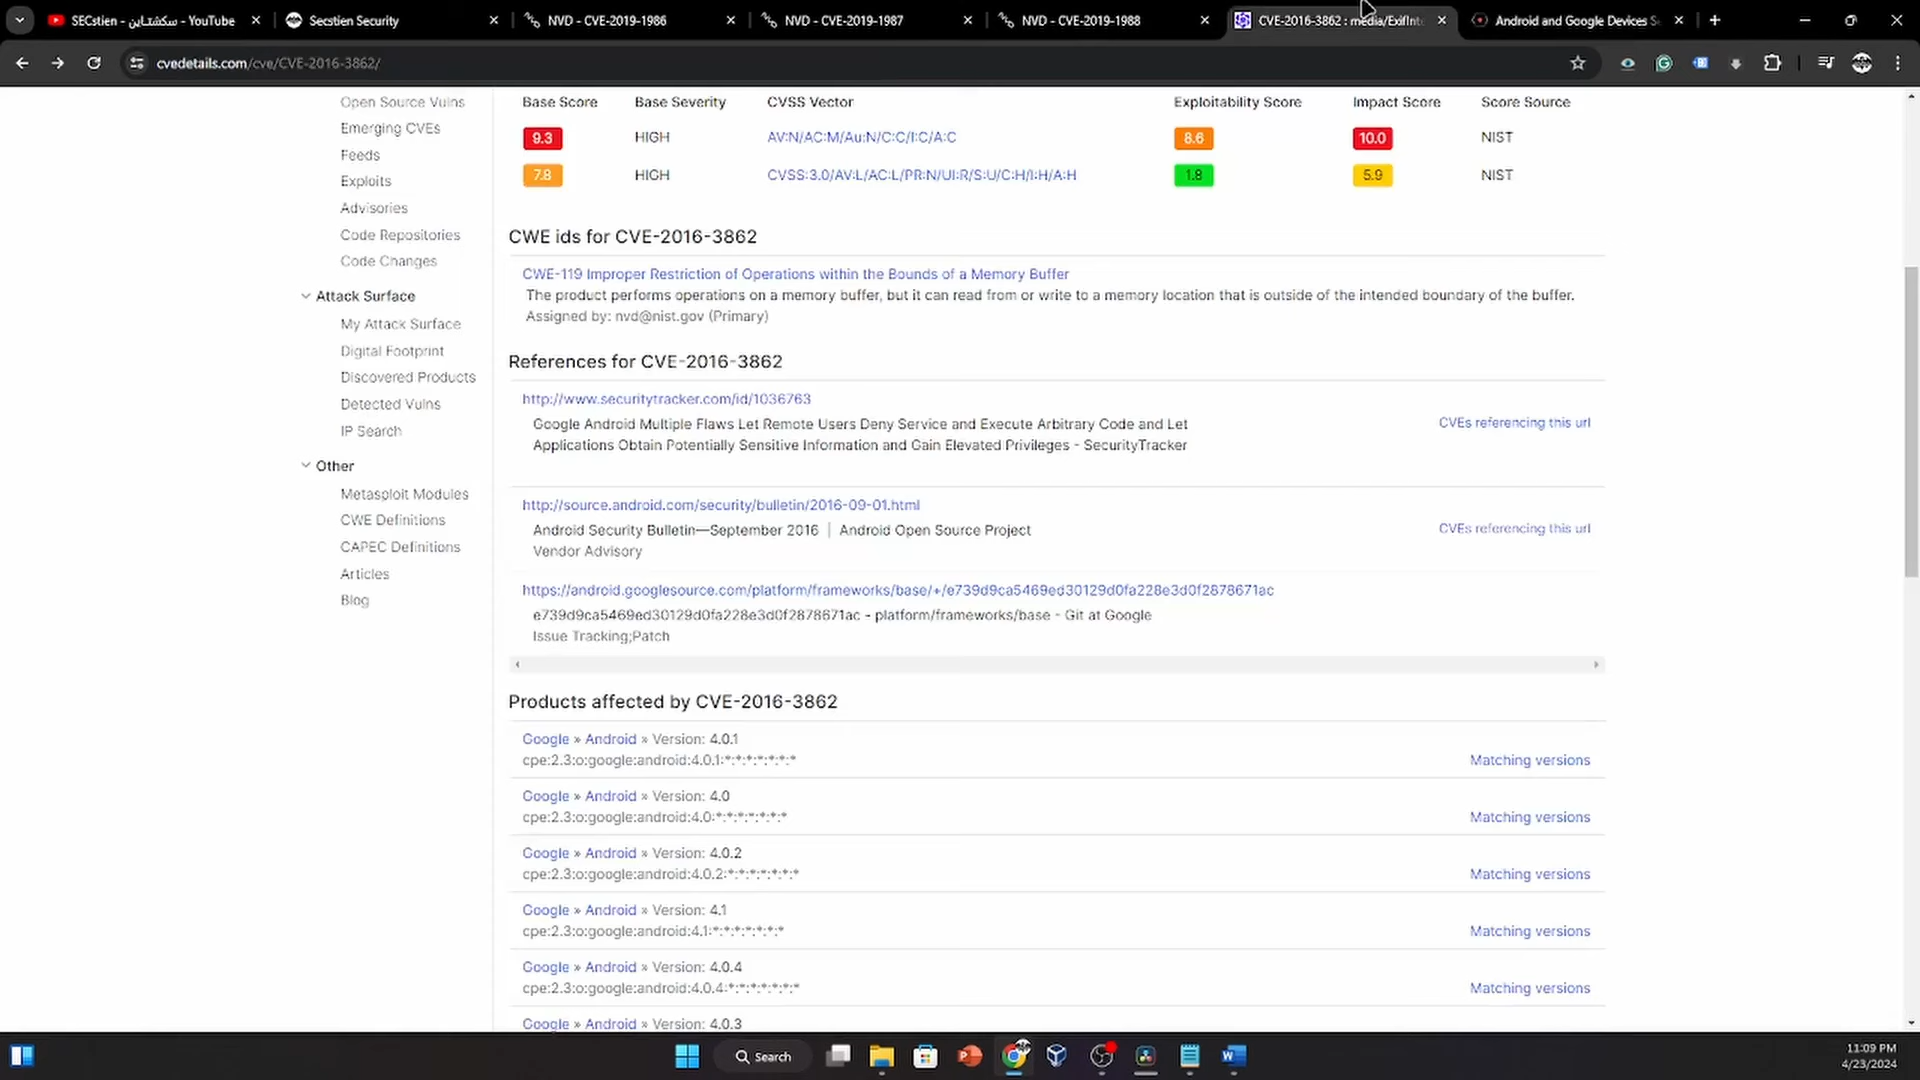 SECstien - سكشتاين - YouTube
Secstien Security
NVD - CVE-2019-1986
NVD - CVE-2019-1987
NVD - CVE-2019-1988
CVE-2016-3862 : media/ExifInte
Android and Google Devices S
cvedetails.com/cve/CVE-2016-3862/
Open Source Vulns
Emerging CVEs
Feeds
Exploits
Advisories
Code Repositories
Code Changes
Attack Surface
My Attack Surface
Digital Footprint
Discovered Products
Detected Vulns
IP Search
Other
Metasploit Modules
CWE Definitions
CAPEC Definitions
Articles
Blog
Base Score Base Severity CVSS Vector Exploitability Score Impact Score Score Source
9.3 HIGH AV:N/AC:M/Au:N/C:C/I:C/A:C 8.6 10.0 NIST
7.8 HIGH CVSS:3.0/AV:L/AC:L/PR:N/UI:R/S:U/C:H/I:H/A:H 1.8 5.9 NIST
CWE ids for CVE-2016-3862
CWE-119 Improper Restriction of Operations within the Bounds of a Memory Buffer
The product performs operations on a memory buffer, but it can read from or write to a memory location that is outside of the intended boundary of the buffer.
Assigned by: nvd@nist.gov (Primary)
References for CVE-2016-3862
http://www.securitytracker.com/id/1036763
Google Android Multiple Flaws Let Remote Users Deny Service and Execute Arbitrary Code and Let
Applications Obtain Potentially Sensitive Information and Gain Elevated Privileges - SecurityTracker
CVEs referencing this url
http://source.android.com/security/bulletin/2016-09-01.html
Android Security Bulletin—September 2016 | Android Open Source Project
Vendor Advisory
CVEs referencing this url
https://android.googlesource.com/platform/frameworks/base/+/e739d9ca5469ed30129d0fa228e3d0f2878671ac
e739d9ca5469ed30129d0fa228e3d0f2878671ac - platform/frameworks/base - Git at Google
Issue Tracking;Patch
Products affected by CVE-2016-3862
Google » Android » Version: 4.0.1
cpe:2.3:o:google:android:4.0.1:*:*:*:*:*:*:*
Matching versions
Google » Android » Version: 4.0
cpe:2.3:o:google:android:4.0:*:*:*:*:*:*:*
Matching versions
Google » Android » Version: 4.0.2
cpe:2.3:o:google:android:4.0.2:*:*:*:*:*:*:*
Matching versions
Google » Android » Version: 4.1
cpe:2.3:o:google:android:4.1:*:*:*:*:*:*:*
Matching versions
Google » Android » Version: 4.0.4
cpe:2.3:o:google:android:4.0.4:*:*:*:*:*:*:*
Matching versions
Google » Android » Version: 4.0.3
Search
11:09 PM
4/23/2024